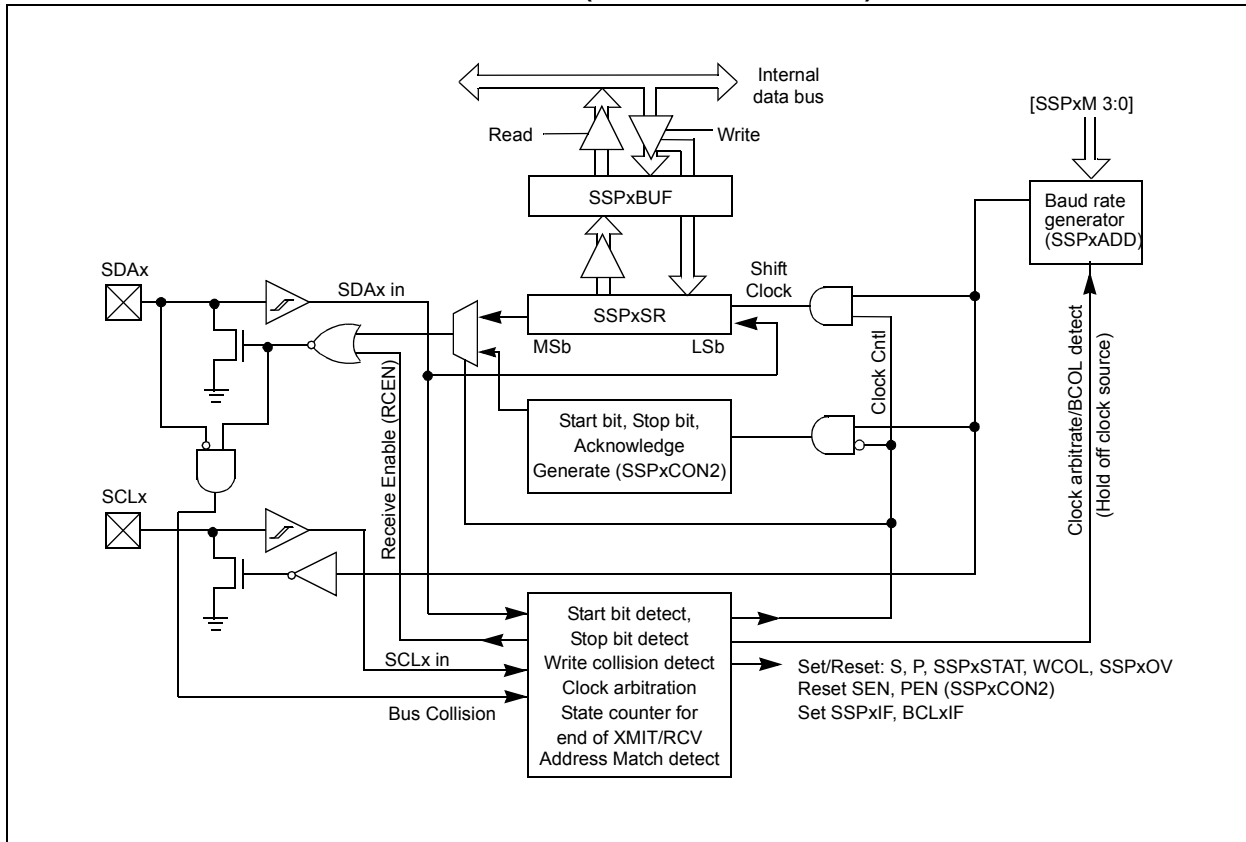 Internal
data bus
[SSPxM 3:0]
Read
Write
SSPxBUF
Baud rate
generator
(SSPxADD)
SDAx
SDAx in
Shift
Clock
SSPxSR
MSb
LSb
Receive Enable (RCEN)
Start bit, Stop bit,
Acknowledge
Generate (SSPxCON2)
Clock Cntl
Clock arbitrate/BCOL detect
(Hold off clock source)
SCLx
SCLx in
Bus Collision
Start bit detect,
Stop bit detect
Write collision detect
Clock arbitration
State counter for
end of XMIT/RCV
Address Match detect
Set/Reset: S, P, SSPxSTAT, WCOL, SSPxOV
Reset SEN, PEN (SSPxCON2)
Set SSPxIF, BCLxIF